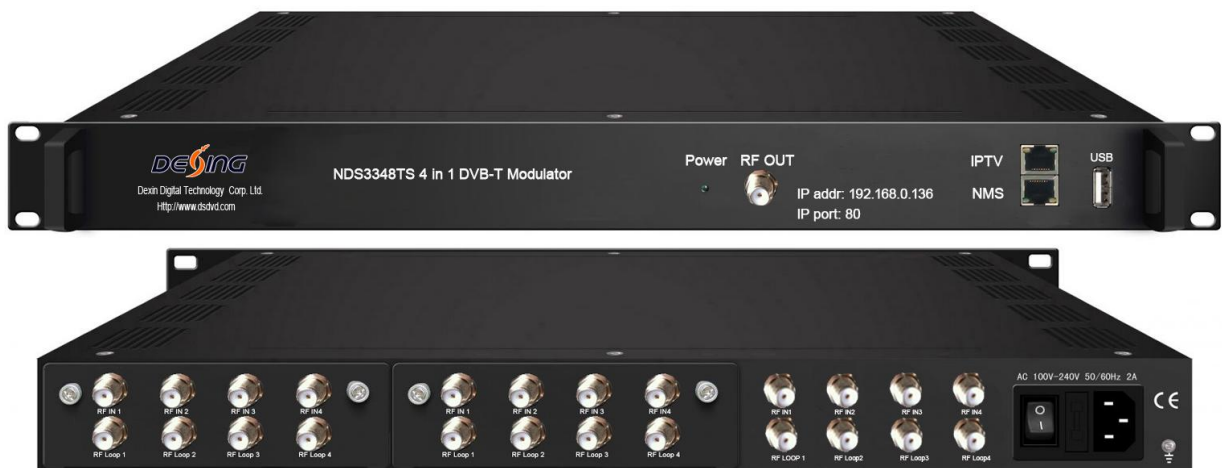 DESING
Dexin Digital Technology Corp. Ltd.
Http://www.dsdvd.com
NDS3348TS 4 in 1 DVB-T Modulator
Power
RF OUT
IP addr: 192.168.0.136
IP port: 80
IPTV
NMS
USB
RF IN 1 RF IN 2 RF IN 3 RF IN4
RF Loop 1 RF Loop 2 RF Loop 3 RF Loop 4
RF IN 1 RF IN 2 RF IN 3 RF IN4
RF Loop 1 RF Loop 2 RF Loop 3 RF Loop 4
RF IN1 RF IN2 RF IN3 RF IN4
RF LOOP 1 RF Loop2 RF Loop3 RF Loop4
AC 100V-240V 50/60Hz 2A
O
I
CE